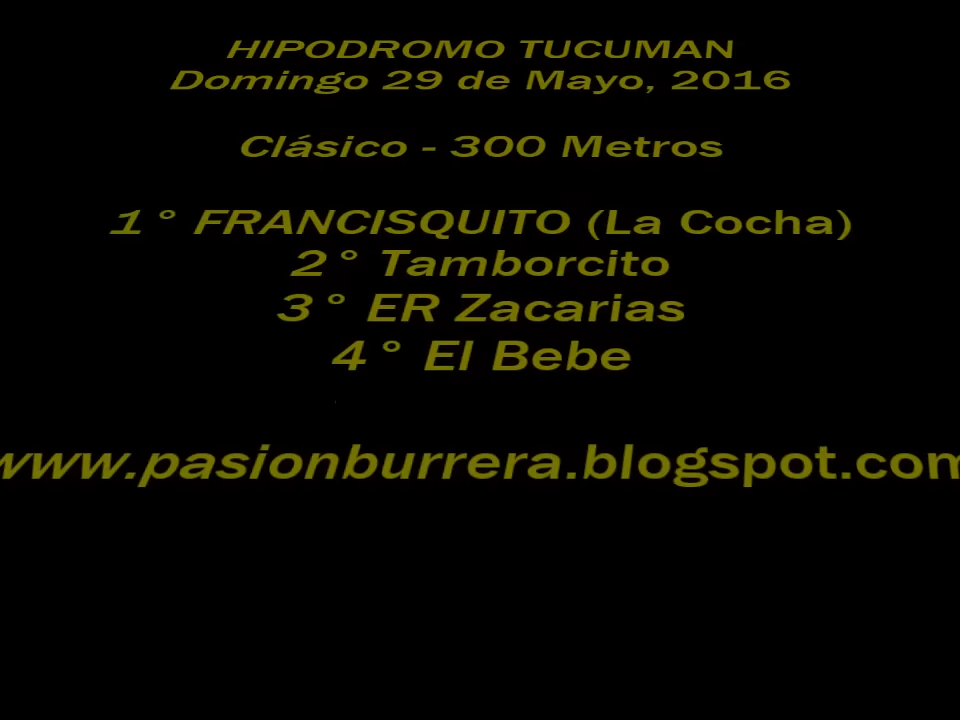 HIPODROMO TUCUMAN
Domingo 29 de Mayo, 2016
Clásico - 300 Metros
1° FRANCISQUITO (La Cocha)
2° Tamborcito
3° ER Zacarias
4° El Bebe
www.pasionburrera.blogspot.com